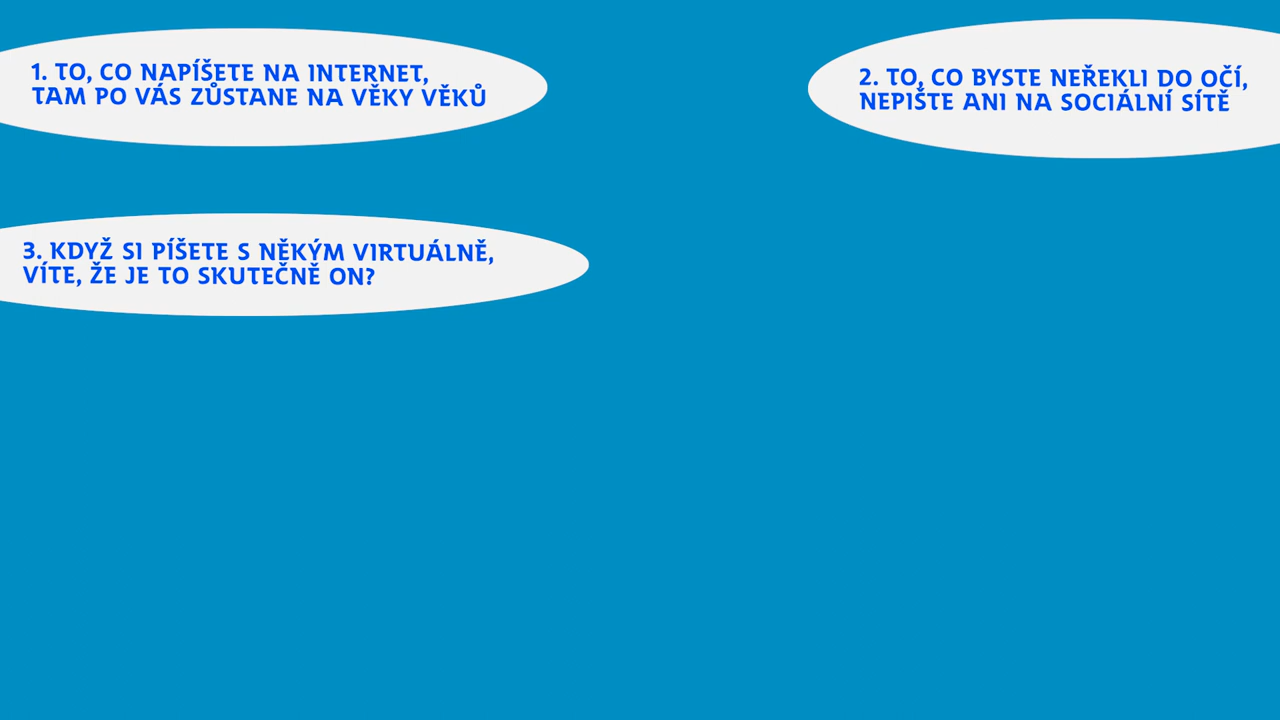 1. TO, CO NAPÍŠETE NA INTERNET,
TAM PO VÁS ZŮSTANE NA VĚKY VĚKŮ
2. TO, CO BYSTE NEŘEKLI DO OČÍ,
NEPIŠTE ANI NA SOCIÁLNÍ SÍTĚ
3. KDYŽ SI PÍŠETE S NĚKÝM VIRTUÁLNĚ,
VÍTE, ŽE JE TO SKUTEČNĚ ON?